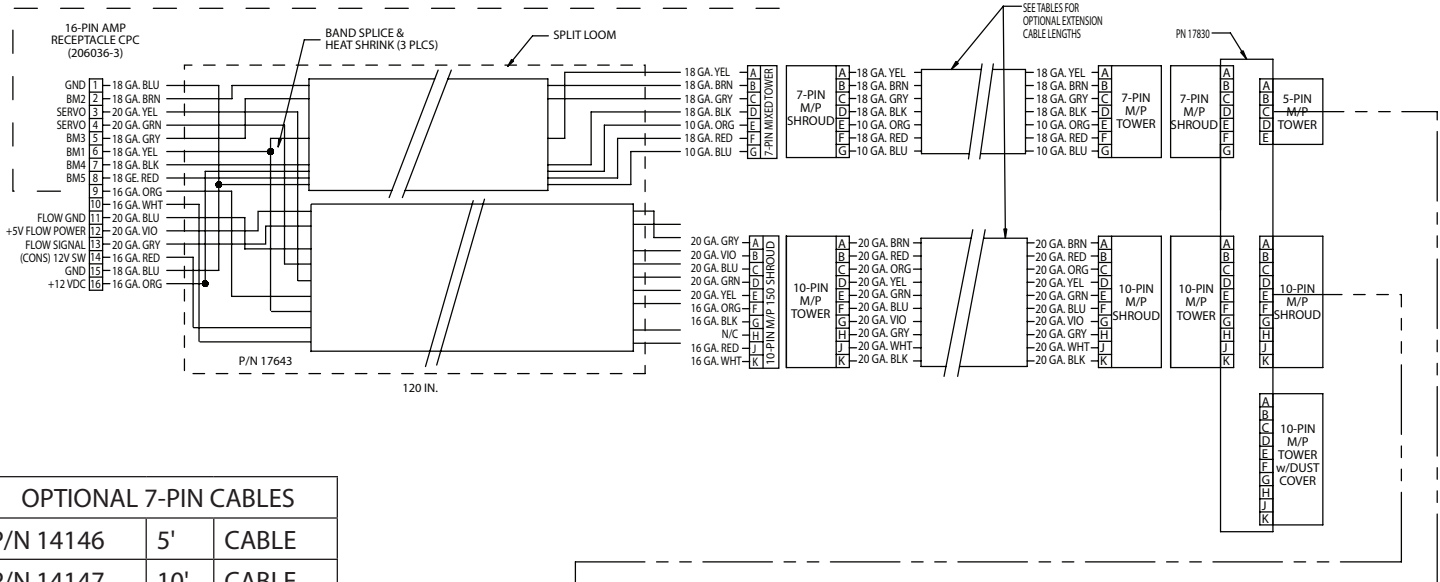 16-PIN AMP
RECEPTACLE CPC
(206036-3)
BAND SPLICE &
HEAT SHRINK (3 PLCS)
SPLIT LOOM
SEE TABLES FOR
OPTIONAL EXTENSION
CABLE LENGTHS
PN 17830
GND 1 18 GA. BLU
BM2 2 18 GA. BRN
SERVO 3 20 GA. YEL
SERVO 4 20 GA. GRN
BM3 5 18 GA. GRY
BM1 6 18 GA. YEL
BM4 7 18 GA. BLK
BM5 8 18 GE. RED
9 16 GA. ORG
10 16 GA. WHT
FLOW GND 11 20 GA. BLU
+5V FLOW POWER 12 20 GA. VIO
FLOW SIGNAL 13 20 GA. GRY
(CONS) 12V SW 14 16 GA. RED
GND 15 18 GA. BLU
+12 VDC 16 16 GA. ORG
P/N 17643
120 IN.
18 GA. YEL A
18 GA. BRN B
18 GA. GRY C
18 GA. BLK D
10 GA. ORG E
18 GA. RED F
10 GA. BLU G
7-PIN MIXED TOWER
7-PIN
M/P
SHROUD
A 18 GA. YEL
B 18 GA. BRN
C 18 GA. GRY
D 18 GA. BLK
E 10 GA. ORG
F 18 GA. RED
G 10 GA. BLU
18 GA. YEL A
18 GA. BRN B
18 GA. GRY C
18 GA. BLK D
10 GA. ORG E
18 GA. RED F
10 GA. BLU G
7-PIN
M/P
TOWER
7-PIN
M/P
SHROUD
A
B
C
D
E
F
G
A
B
C
D
E
5-PIN
M/P
TOWER
20 GA. GRY A
20 GA. VIO B
20 GA. BLU C
20 GA. GRN D
20 GA. YEL E
16 GA. ORG F
16 GA. BLK G
N/C H
16 GA. RED J
16 GA. WHT K
10-PIN M/P 150 SHROUD
10-PIN
M/P
TOWER
A 20 GA. BRN
B 20 GA. RED
C 20 GA. ORG
D 20 GA. YEL
E 20 GA. GRN
F 20 GA. BLU
G 20 GA. VIO
H 20 GA. GRY
J 20 GA. WHT
K 20 GA. BLK
20 GA. BRN A
20 GA. RED B
20 GA. ORG C
20 GA. YEL D
20 GA. GRN E
20 GA. BLU F
20 GA. VIO G
20 GA. GRY H
20 GA. WHT J
20 GA. BLK K
10-PIN
M/P
SHROUD
10-PIN
M/P
TOWER
A
B
C
D
E
F
G
H
J
K
A
B
C
D
E
F
G
H
J
K
10-PIN
M/P
SHROUD
A
B
C
D
E
F
G
H
J
K
10-PIN
M/P
TOWER
w/DUST
COVER
OPTIONAL 7-PIN CABLES
P/N 14146 5' CABLE
P/N 14147 10' CABLE